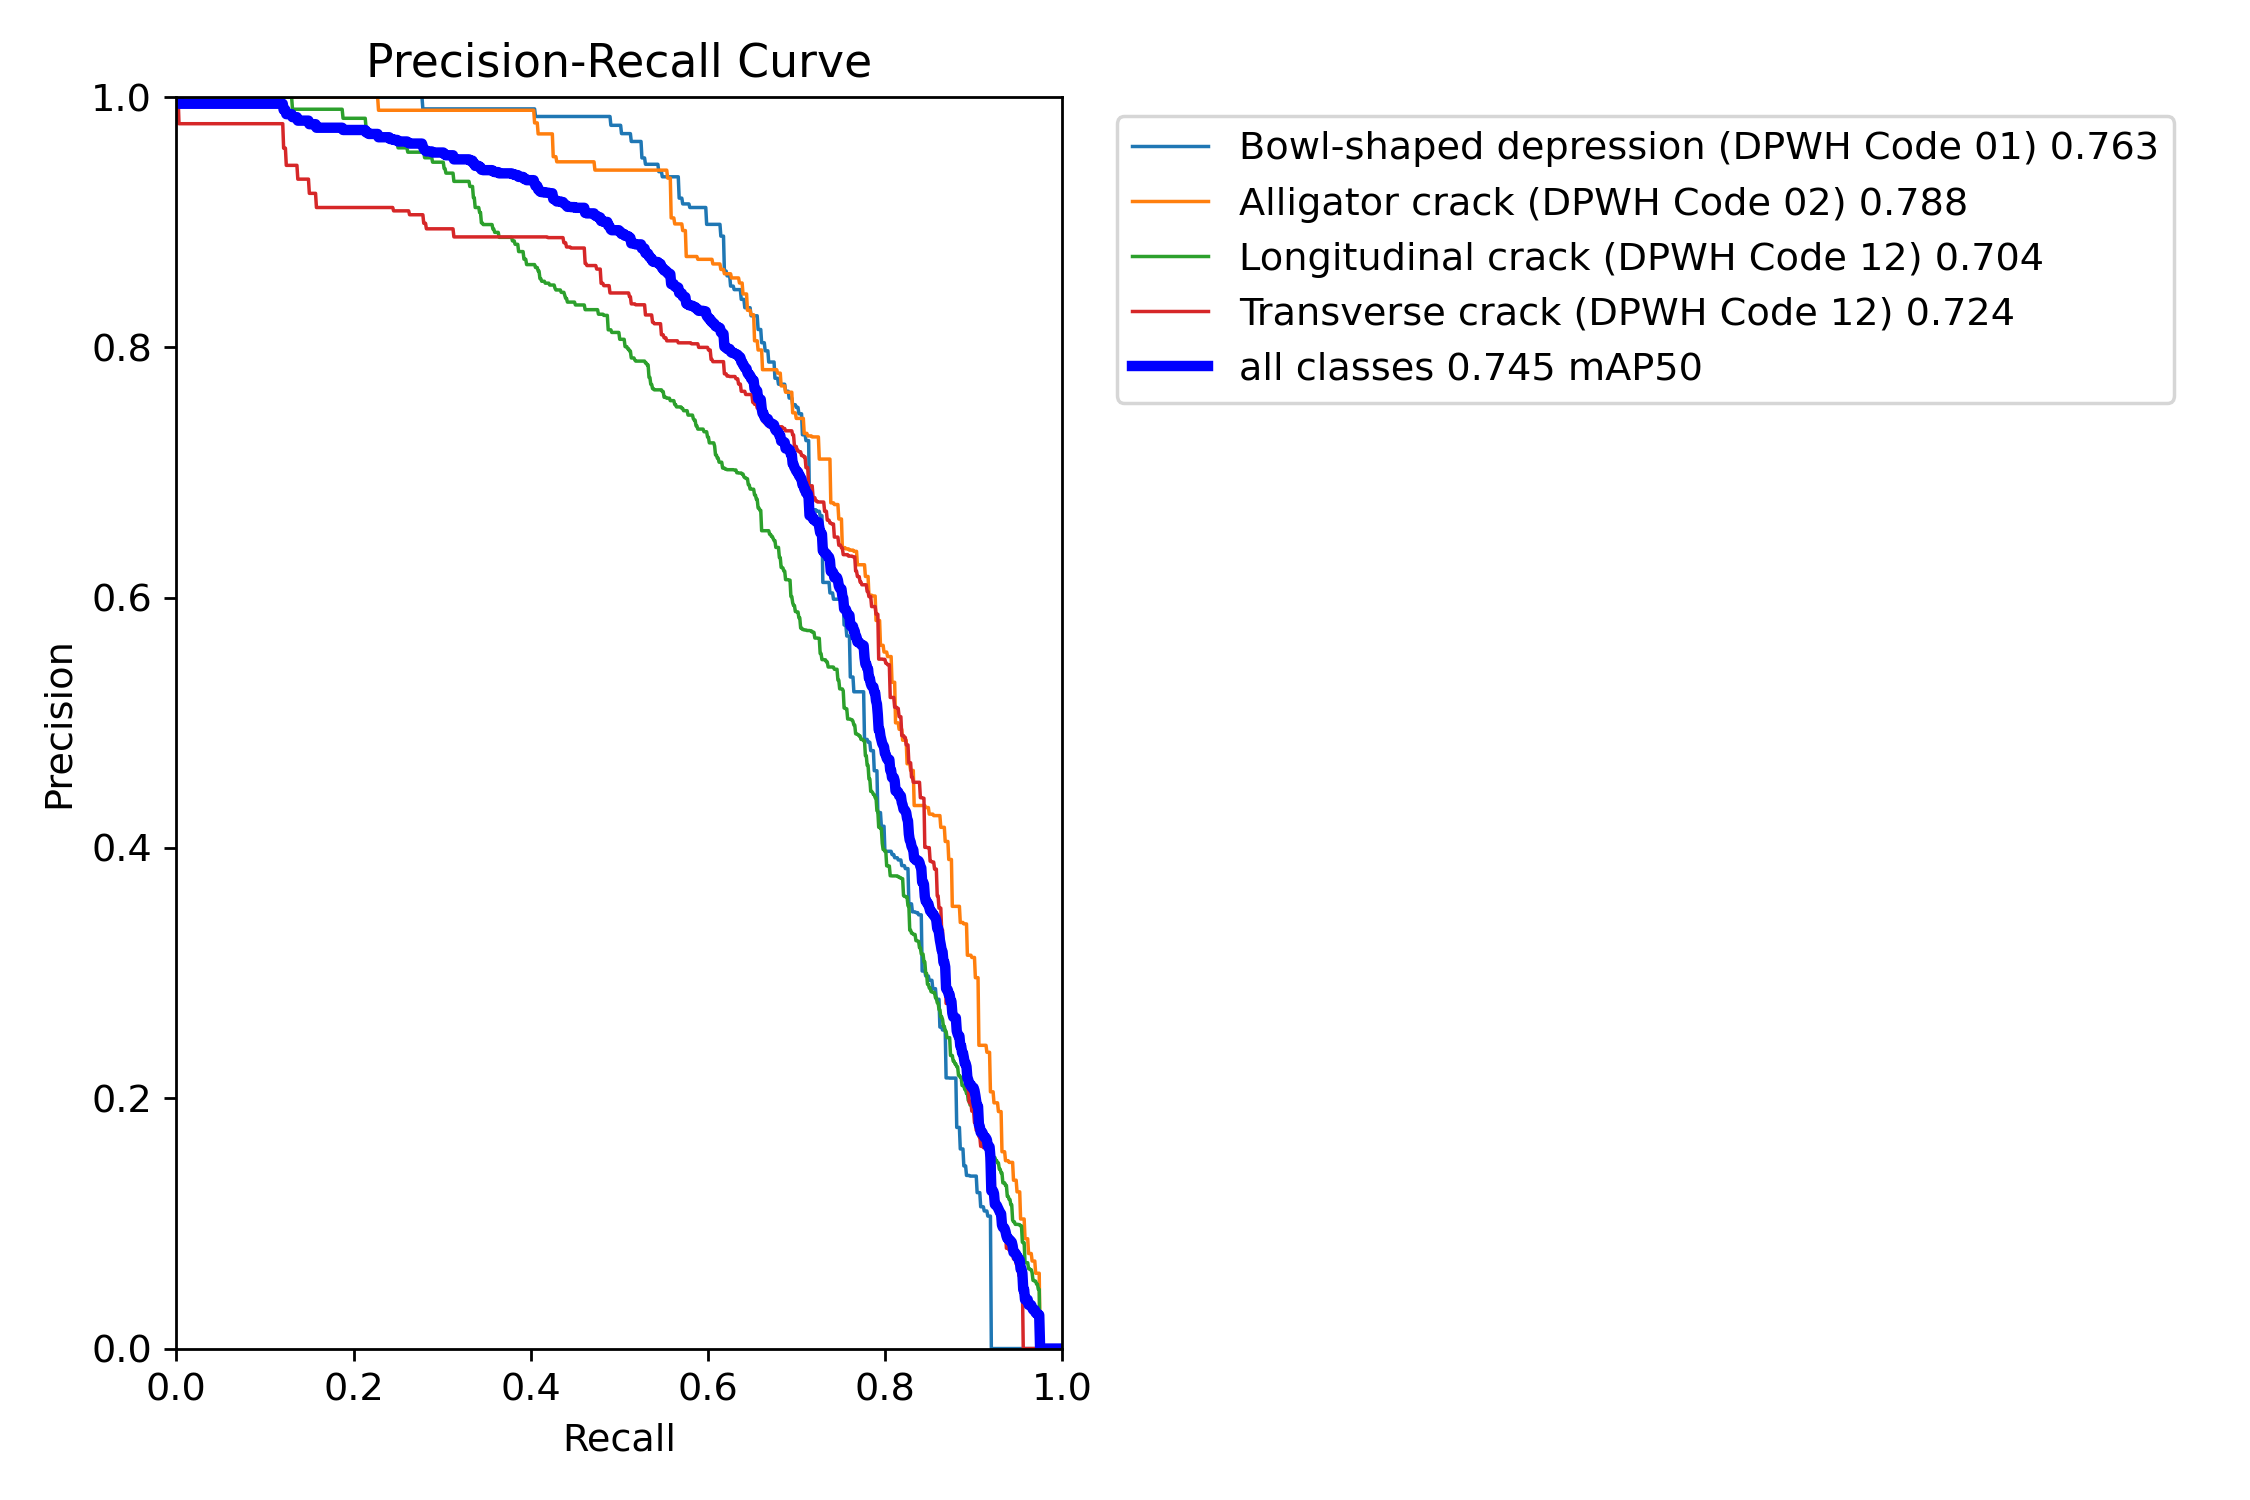 Precision-Recall Curve
1.0
0.8
0.6
0.4
0.2
0.0
Precision
0.0 0.2 0.4 0.6 0.8 1.0
Recall
Bowl-shaped depression (DPWH Code 01) 0.763
Alligator crack (DPWH Code 02) 0.788
Longitudinal crack (DPWH Code 12) 0.704
Transverse crack (DPWH Code 12) 0.724
all classes 0.745 mAP50